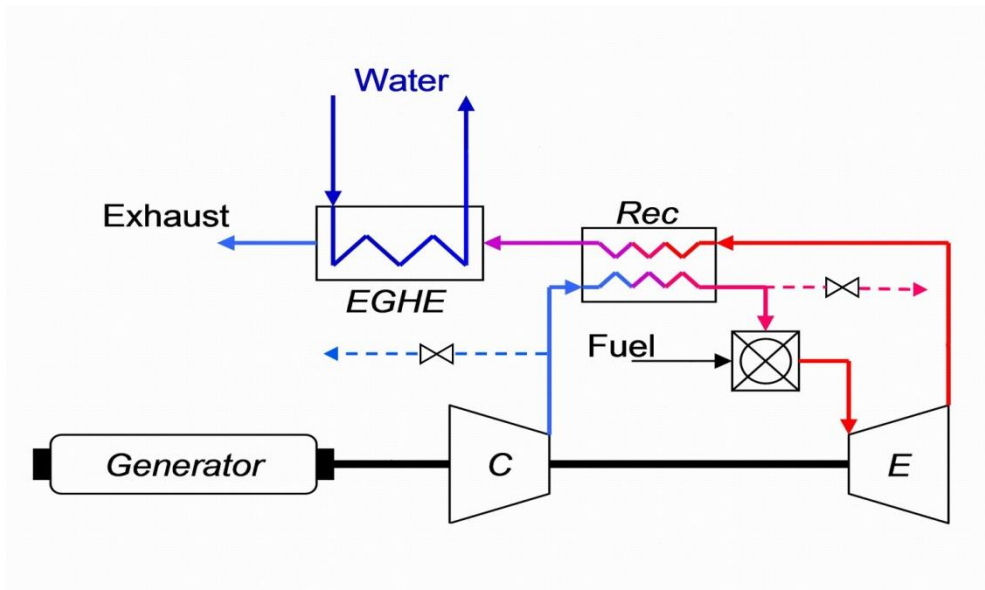 Water
Exhaust
Rec
EGHE
Fuel
Generator
C
E